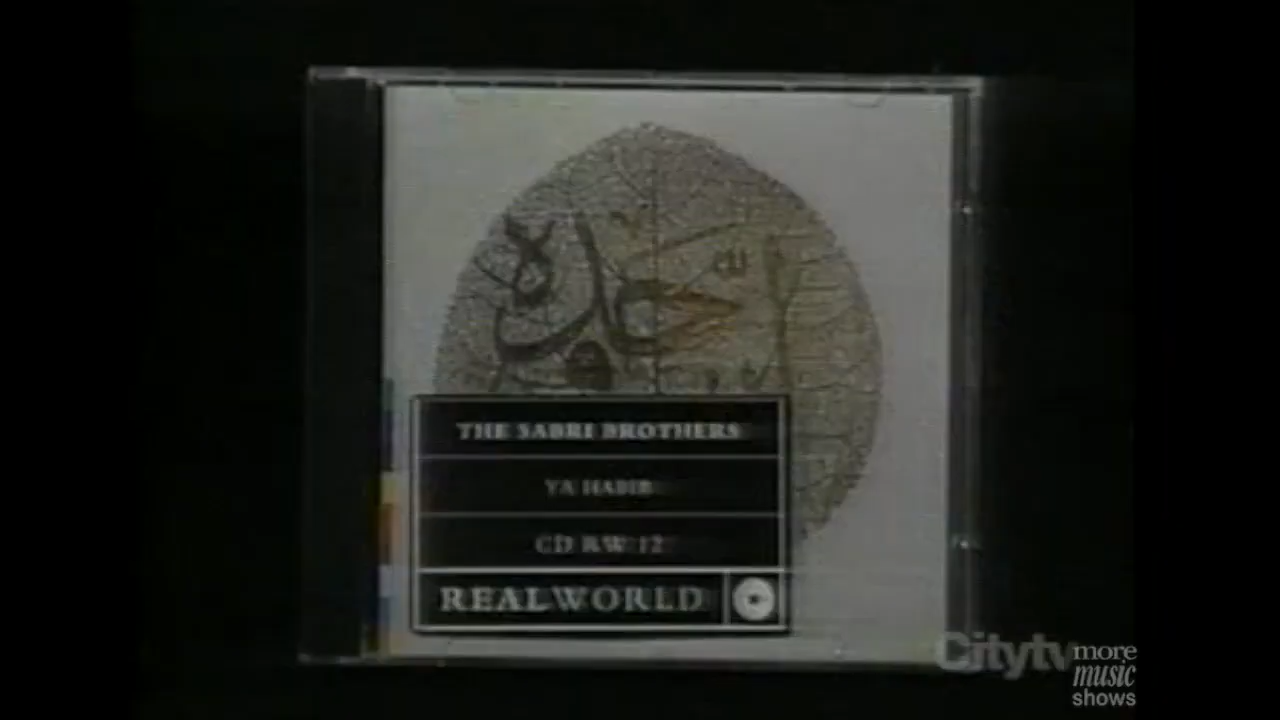 THE SABRI BROTHERS
YA HABIB
CD RW 12
REALWORLD
Citytv
more
music
shows